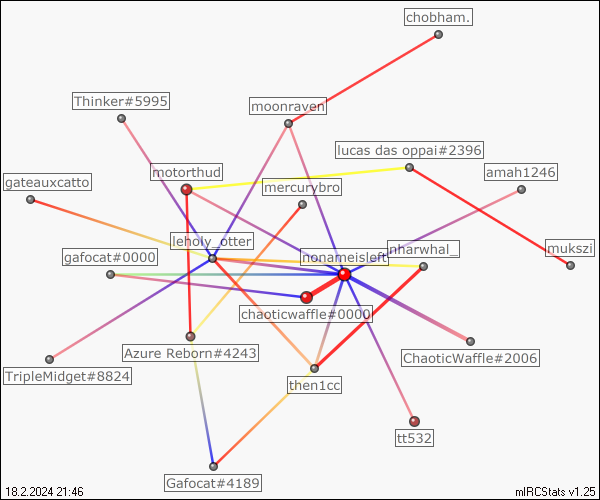 chobham.
Thinker#5995
moonraven
lucas das oppai#2396
motorthud
amah1246
gateauxcatto
mercurybro
leholy_otter
nharwhal_
mukszi
gafocat#0000
nonameisleft
chaoticwaffle#0000
Azure Reborn#4243
ChaoticWaffle#2006
TripleMidget#8824
then1cc
tt532
Gafocat#4189
18.2.2024 21:46
mIRCStats v1.25